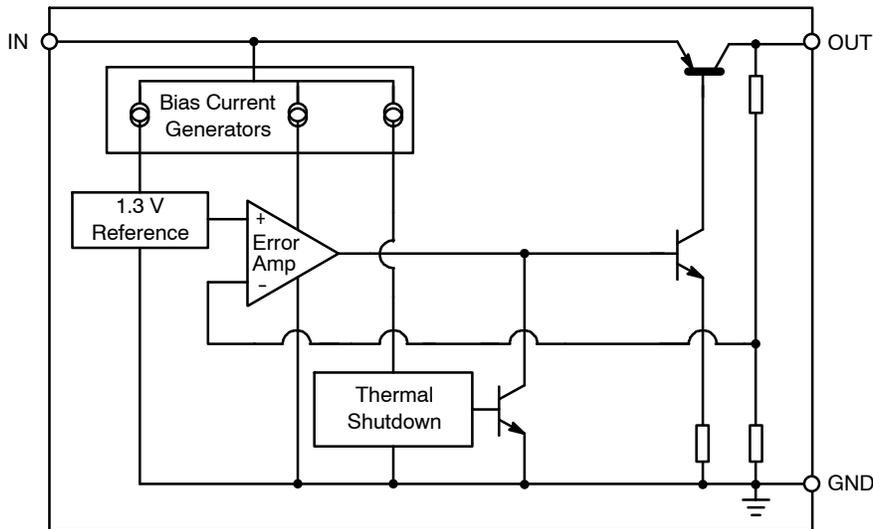 IN
OUT
Bias Current
Generators
1.3 V
Reference
+
Error
Amp
−
Thermal
Shutdown
GND